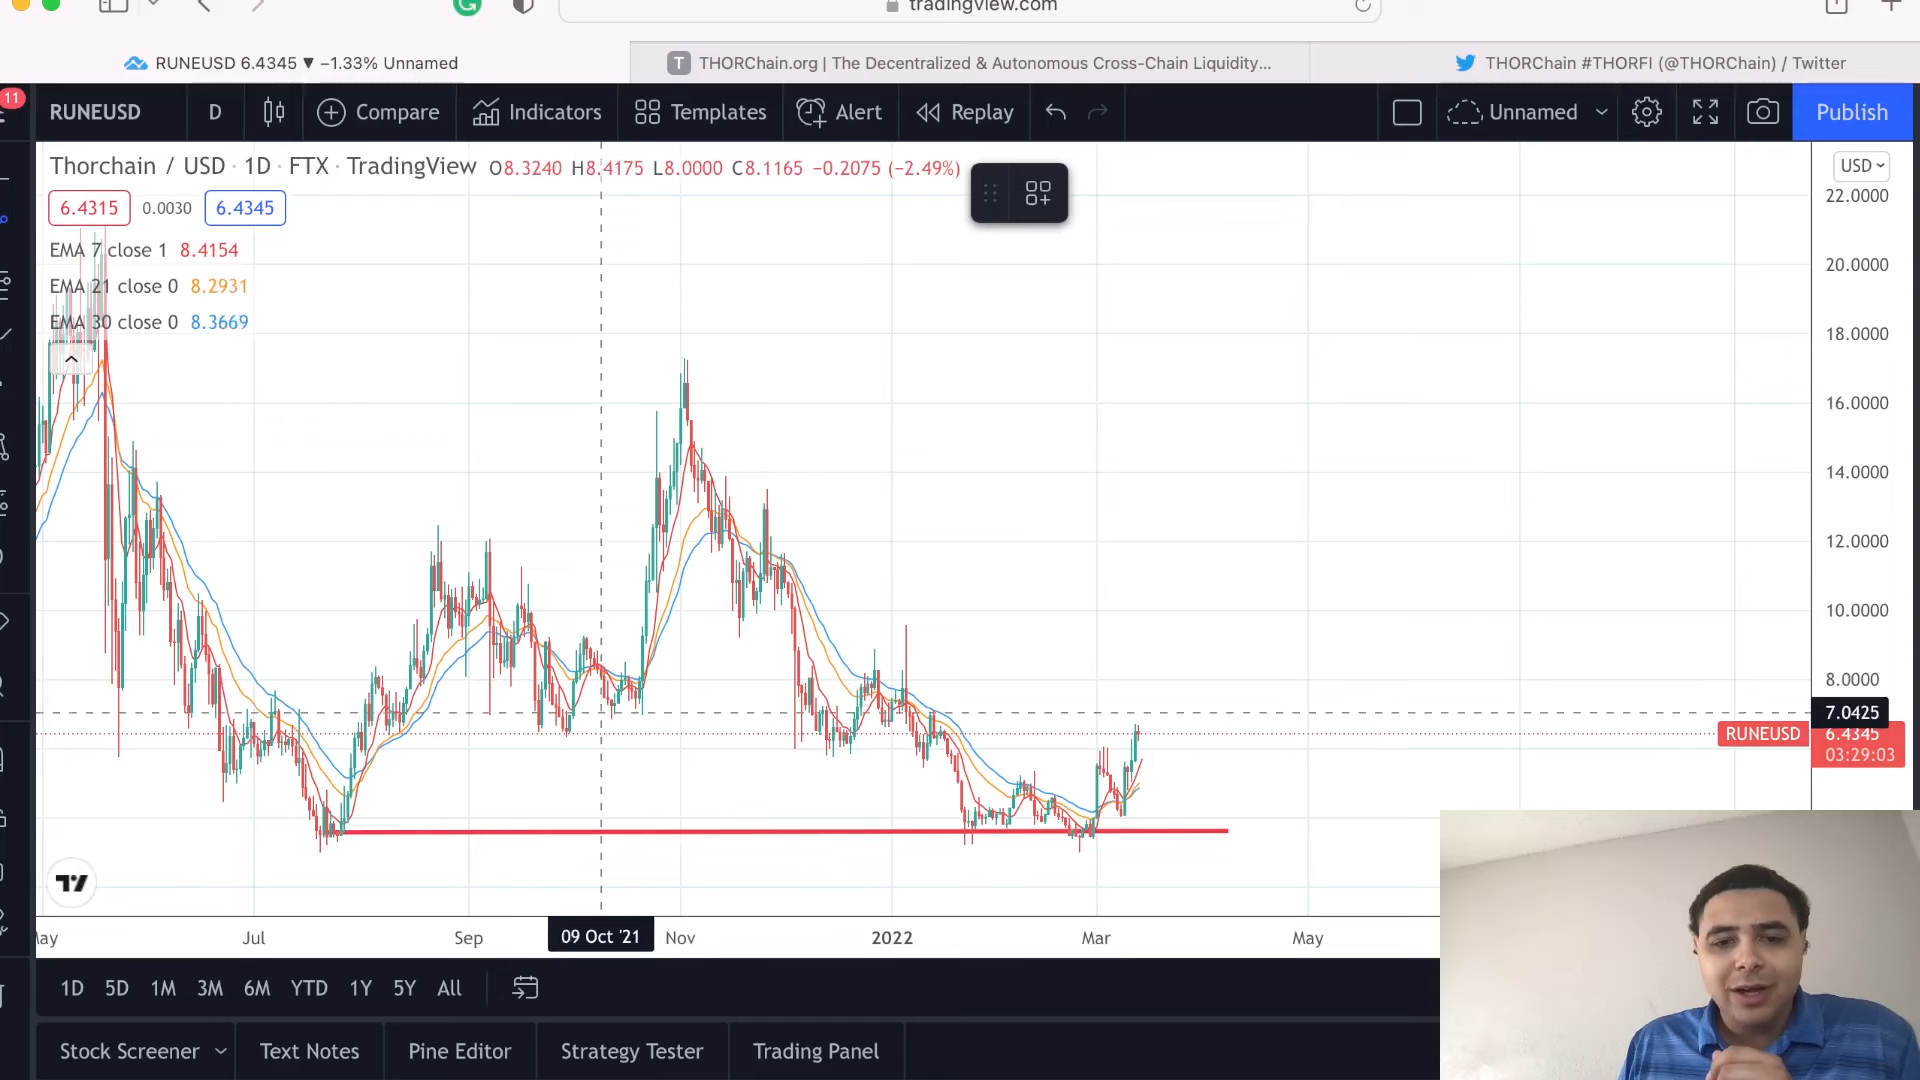 tradingview.com
RUNEUSD 6.4345 ▼ −1.33% Unnamed
T THORChain.org | The Decentralized & Autonomous Cross-Chain Liquidity...
THORChain #THORFI (@THORChain) / Twitter
11
RUNEUSD D Compare Indicators Templates Alert Replay Unnamed Publish
Thorchain / USD · 1D · FTX · TradingView O8.3240 H8.4175 L8.0000 C8.1165 −0.2075 (−2.49%)
USD
6.4315 0.0030 6.4345
EMA 7 close 1 8.4154
EMA 21 close 0 8.2931
EMA 30 close 0 8.3669
22.0000
20.0000
18.0000
16.0000
14.0000
12.0000
10.0000
8.0000
7.0425
RUNEUSD 6.4345
03:29:03
May Jul Sep 09 Oct '21 Nov 2022 Mar May
1D 5D 1M 3M 6M YTD 1Y 5Y All
Stock Screener Text Notes Pine Editor Strategy Tester Trading Panel